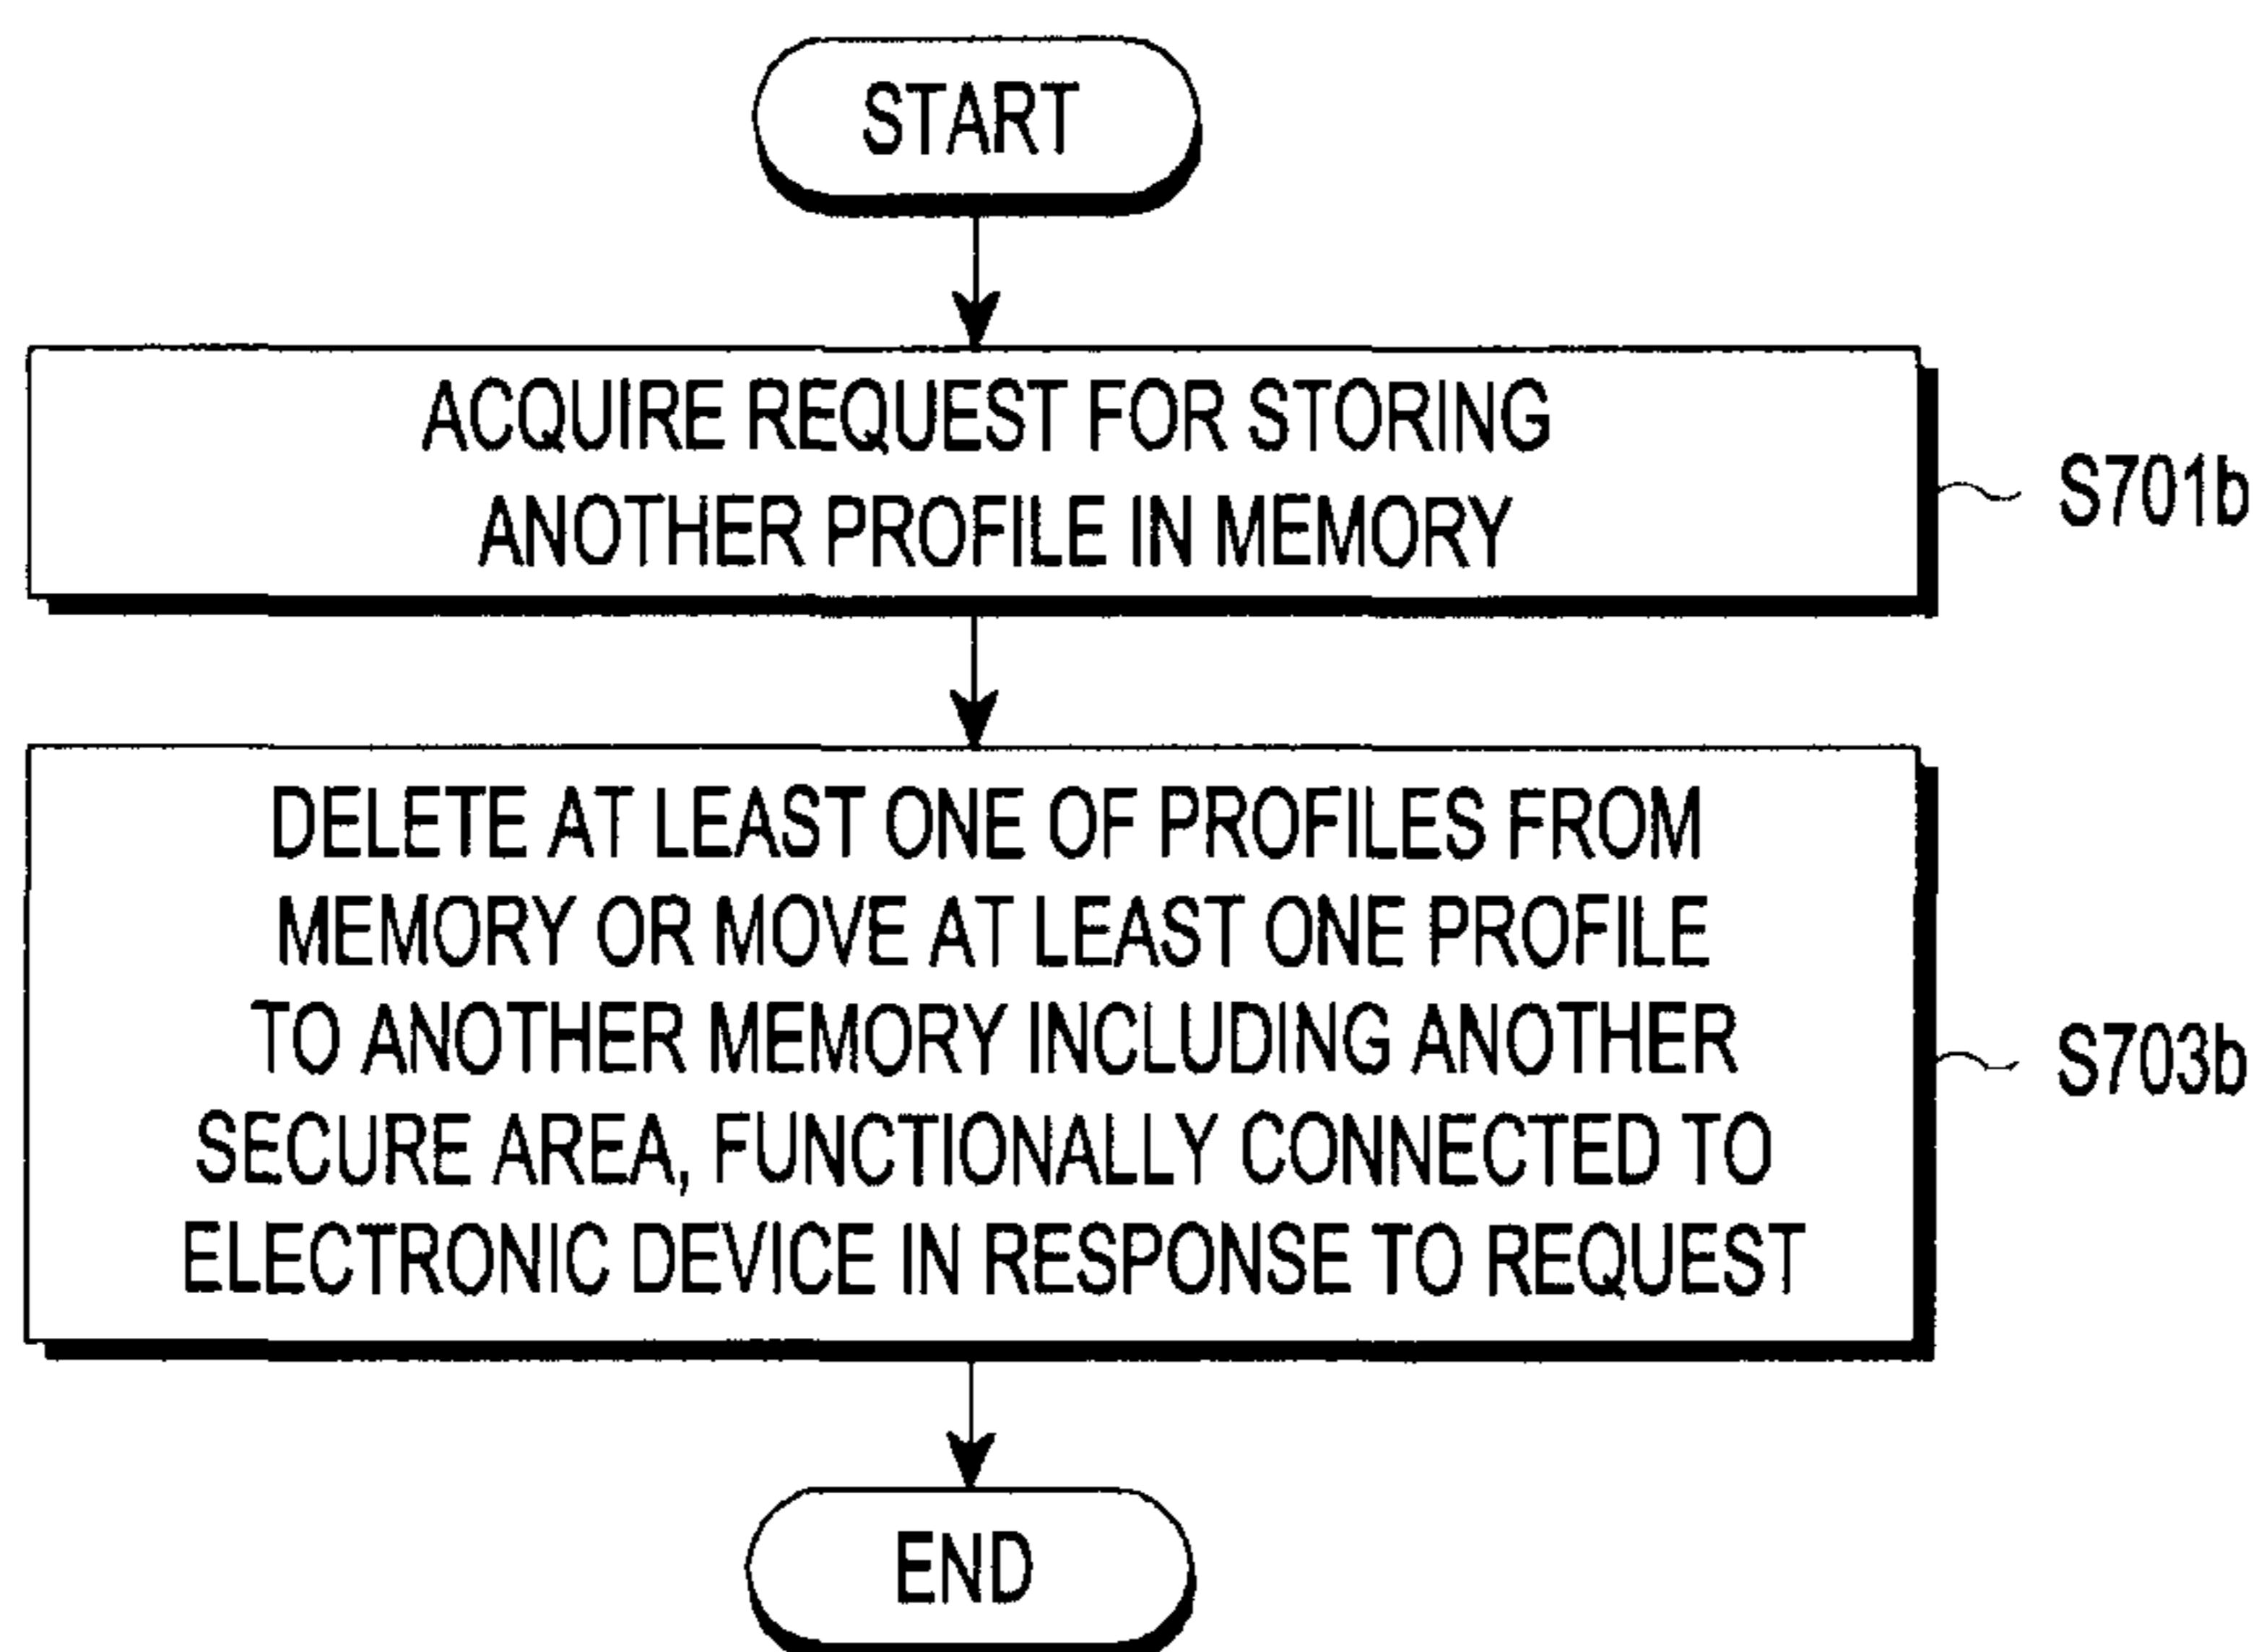 START
ACQUIRE REQUEST FOR STORING
ANOTHER PROFILE IN MEMORY
S701b
DELETE AT LEAST ONE OF PROFILES FROM
MEMORY OR MOVE AT LEAST ONE PROFILE
TO ANOTHER MEMORY INCLUDING ANOTHER
SECURE AREA, FUNCTIONALLY CONNECTED TO
ELECTRONIC DEVICE IN RESPONSE TO REQUEST
S703b
END